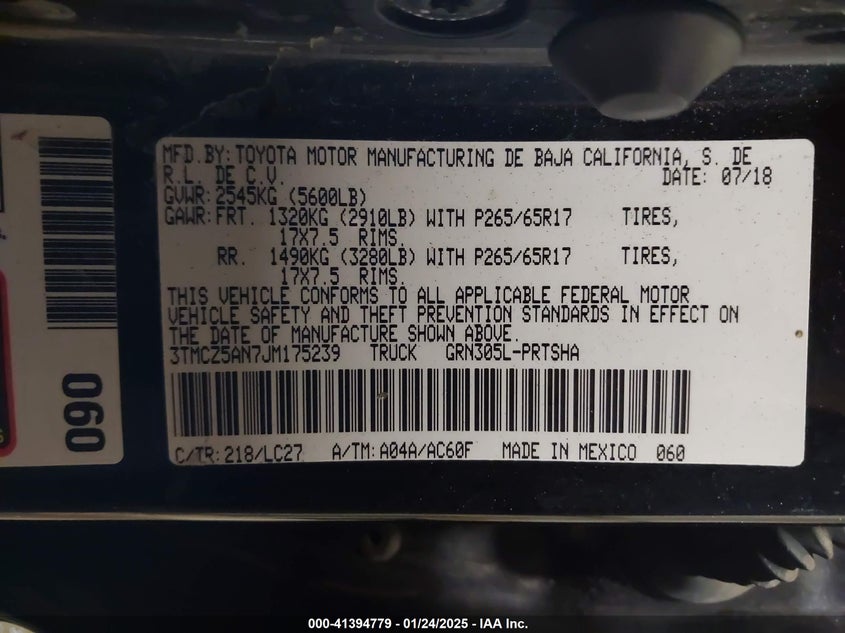 MFD.BY:TOYOTA MOTOR MANUFACTURING DE BAJA CALIFORNIA, S. DE
R.L. DE C.V. DATE: 07/18
GVWR:2545KG (5600LB)
GAWR:FRT. 1320KG (2910LB) WITH P265/65R17 TIRES,
17X7.5 RIMS.
RR. 1490KG (3280LB) WITH P265/65R17 TIRES,
17X7.5 RIMS.
THIS VEHICLE CONFORMS TO ALL APPLICABLE FEDERAL MOTOR
VEHICLE SAFETY AND THEFT PREVENTION STANDARDS IN EFFECT ON
THE DATE OF MANUFACTURE SHOWN ABOVE.
3TMCZ5AN7JM175239 TRUCK GRN305L-PRTSHA
C/TR:218/LC27 A/TM:A04A/AC60F MADE IN MEXICO 060
060
000-41394779 / 01/24/2025 - IAA Inc.